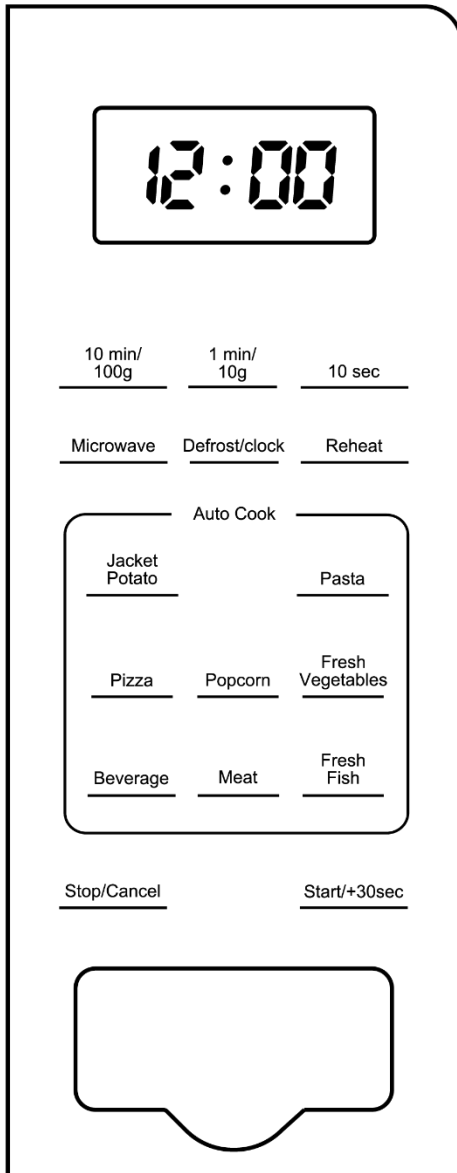 12:00
10 min/
100g
1 min/
10g
10 sec
Microwave
Defrost/clock
Reheat
Auto Cook
Jacket
Potato
Pasta
Pizza
Popcorn
Fresh
Vegetables
Beverage
Meat
Fresh
Fish
Stop/Cancel
Start/+30sec